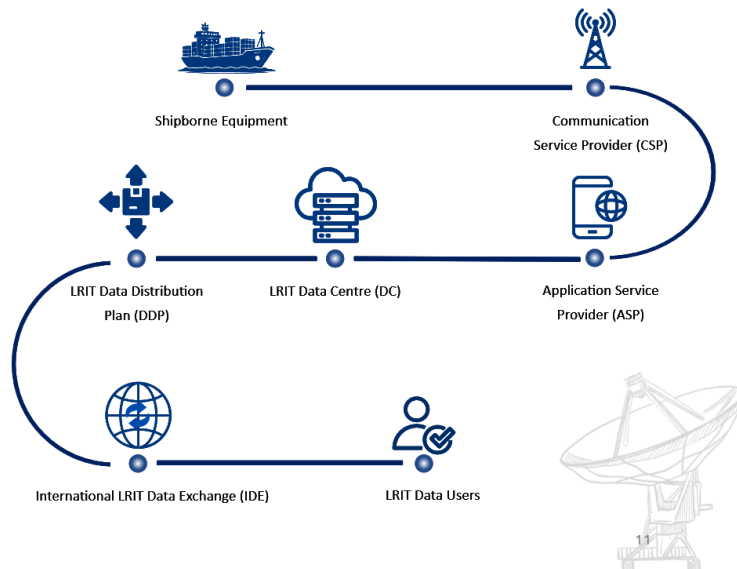 Shipborne Equipment
Communication
Service Provider (CSP)
LRIT Data Distribution
Plan (DDP)
LRIT Data Centre (DC)
Application Service
Provider (ASP)
International LRIT Data Exchange (IDE)
LRIT Data Users
11